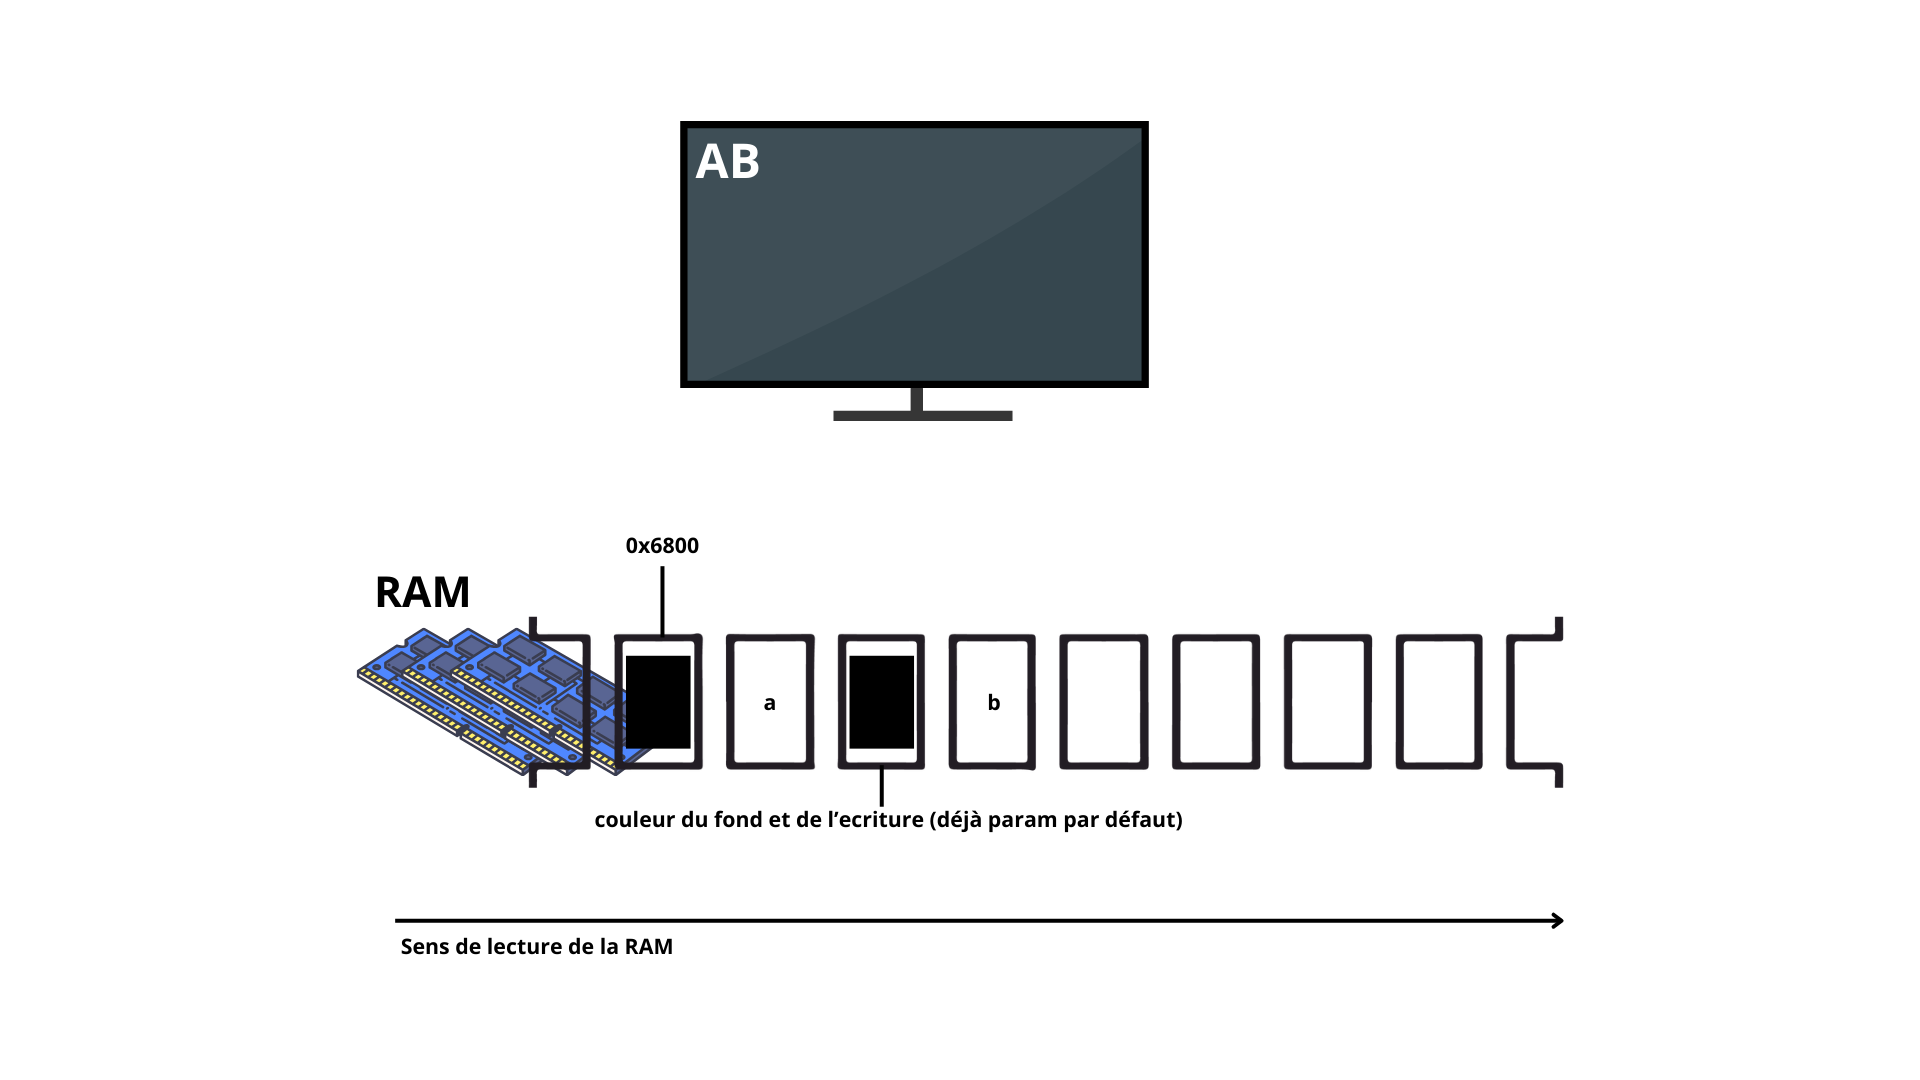 AB
0x6800
RAM
a
b
couleur du fond et de l’ecriture (déjà param par défaut)
Sens de lecture de la RAM